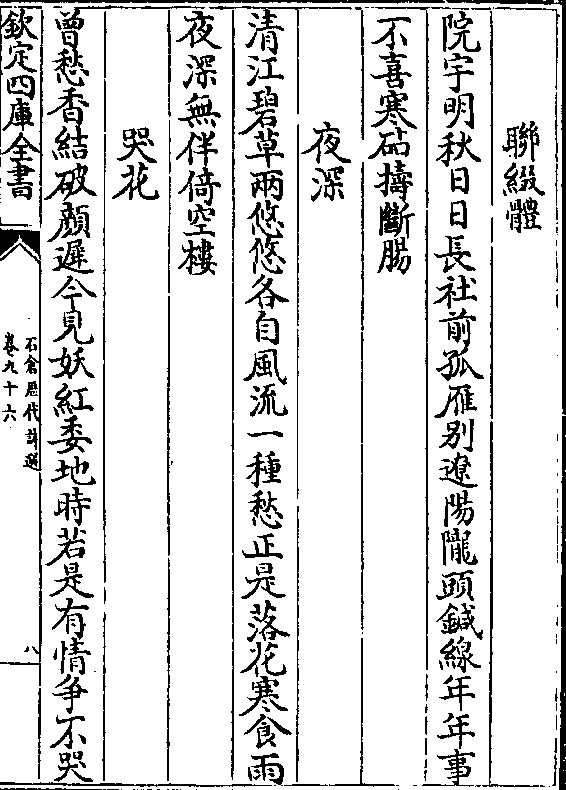 聯綴體
院宇明秋日日長社前孤雁别遼陽隴頭鍼線年年事
不喜寒砧擣斷腸
夜深
清江碧草兩悠悠各自風流一種愁正是落花寒食雨
夜深無伴倚空樓
哭花
曾愁香結破顏遲今見妖紅委地時若是有情爭不哭
欽定四庫全書
石倉歴代詩選
卷九十六
八